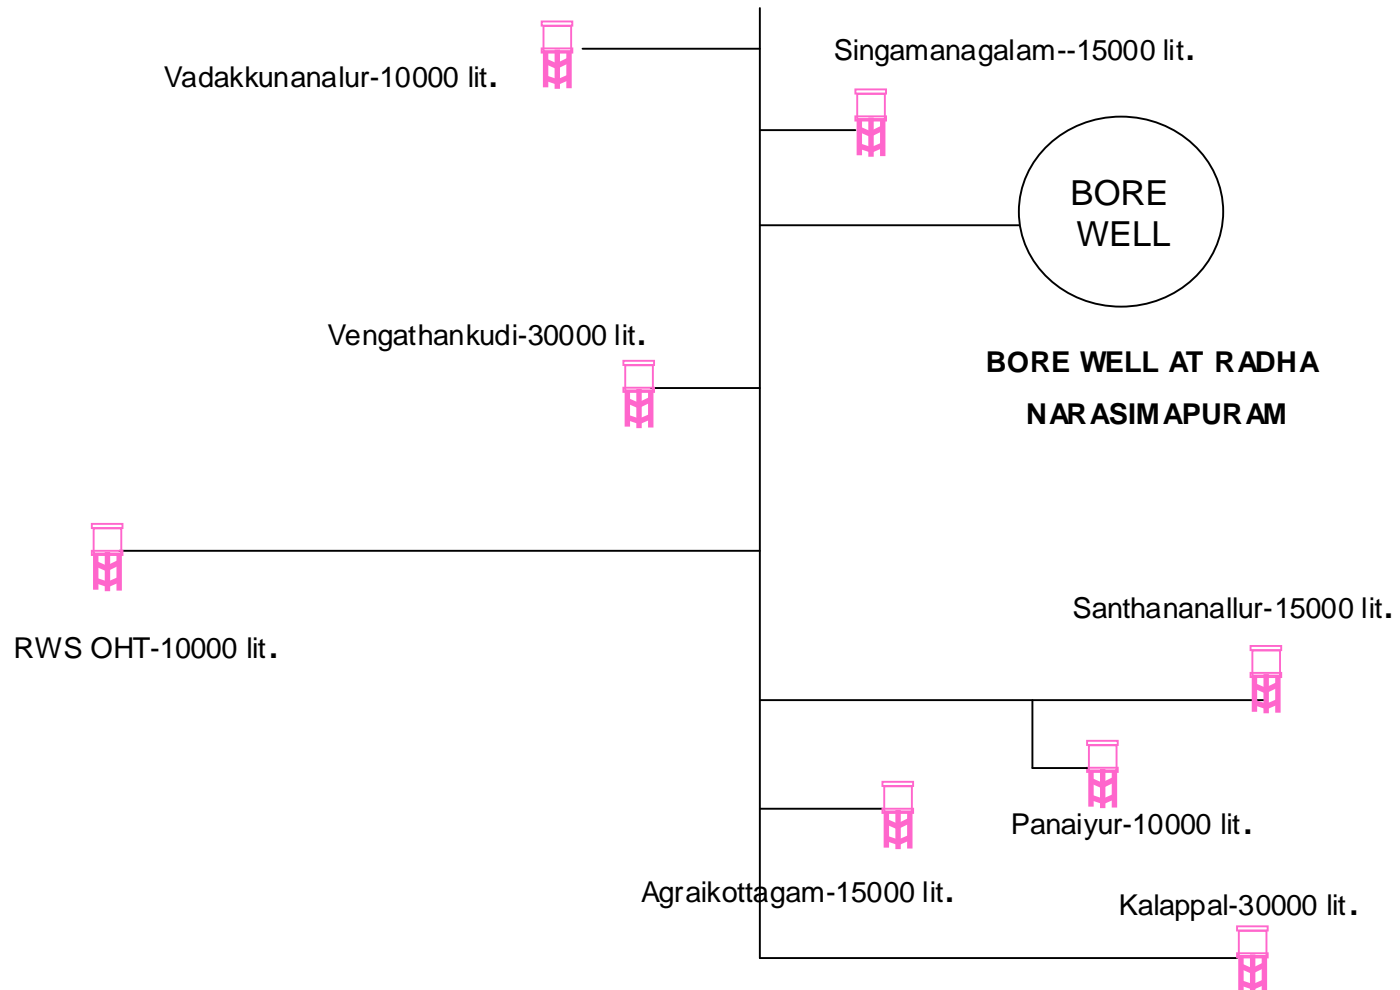 Singamanagalam--15000 lit.
Vadakkunanalur-10000 lit.
BORE
WELL
Vengathankudi-30000 lit.
BORE WELL AT RADHA
NARASIMAPURAM
Santhananallur-15000 lit.
RWS OHT-10000 lit.
Panaiyur-10000 lit.
Agraikottagam-15000 lit.
Kalappal-30000 lit.